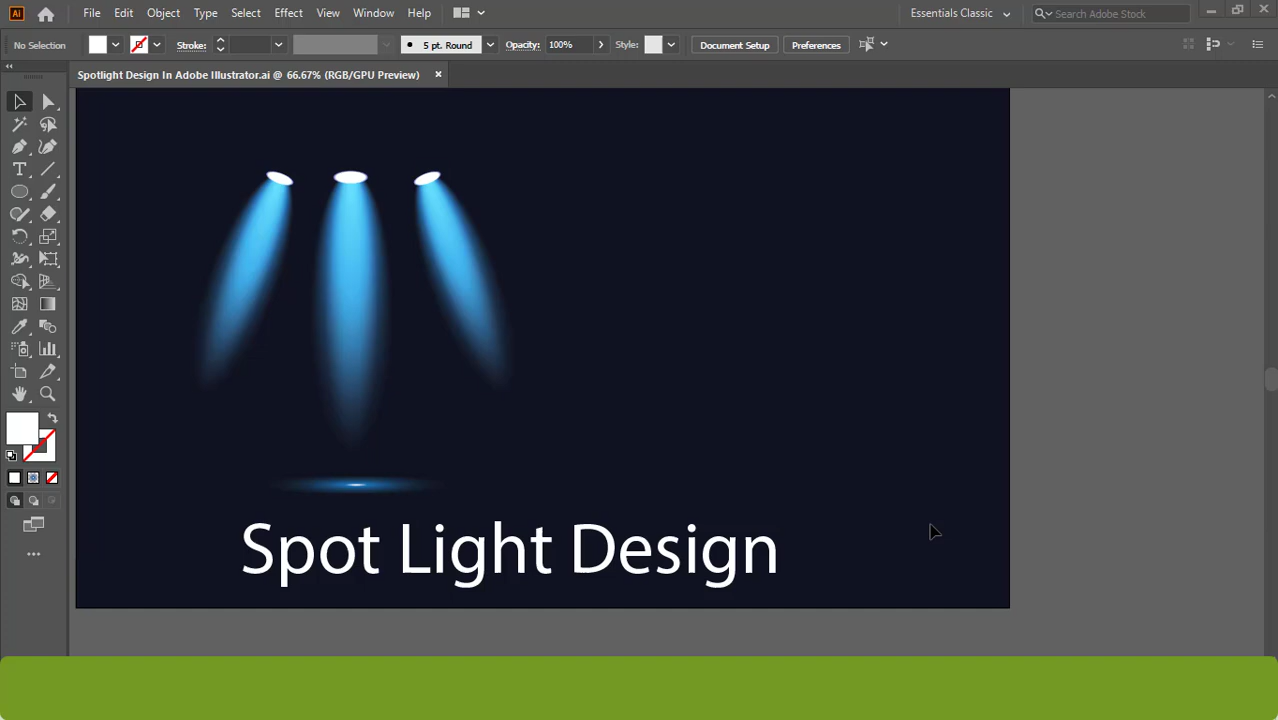 Ai File Edit Object Type Select Effect View Window Help Essentials Classic Search Adobe Stock
No Selection Stroke: 5 pt. Round Opacity: 100% Style: Document Setup Preferences
Spotlight Design In Adobe Illustrator.ai @ 66.67% (RGB/GPU Preview)
Spot Light Design